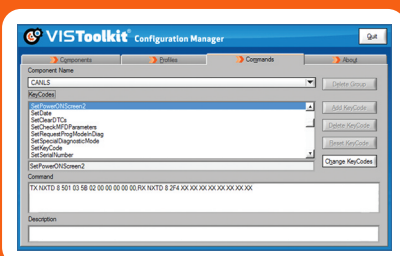 VISToolkit® Configuration Manager
Quit
Components
Profiles
Commands
About
Component Name
CANLS
Delete Group
KeyCodes
SetPowerONScreen2
SetDate
SetClearDTCs
SetCheckMFDParameters
SetRequestProgModeInDiag
SetSpecialDiagnosticMode
SetKeyCode
SetSerialNumber
Add KeyCode
Delete KeyCode
Reset KeyCode
Change KeyCodes
SetPowerONScreen2
Command
TX:NXTD 8 501 03 5B 02 00 00 00 00 00,RX:NXTD 8 2F4 XX XX XX XX XX XX XX XX
Description